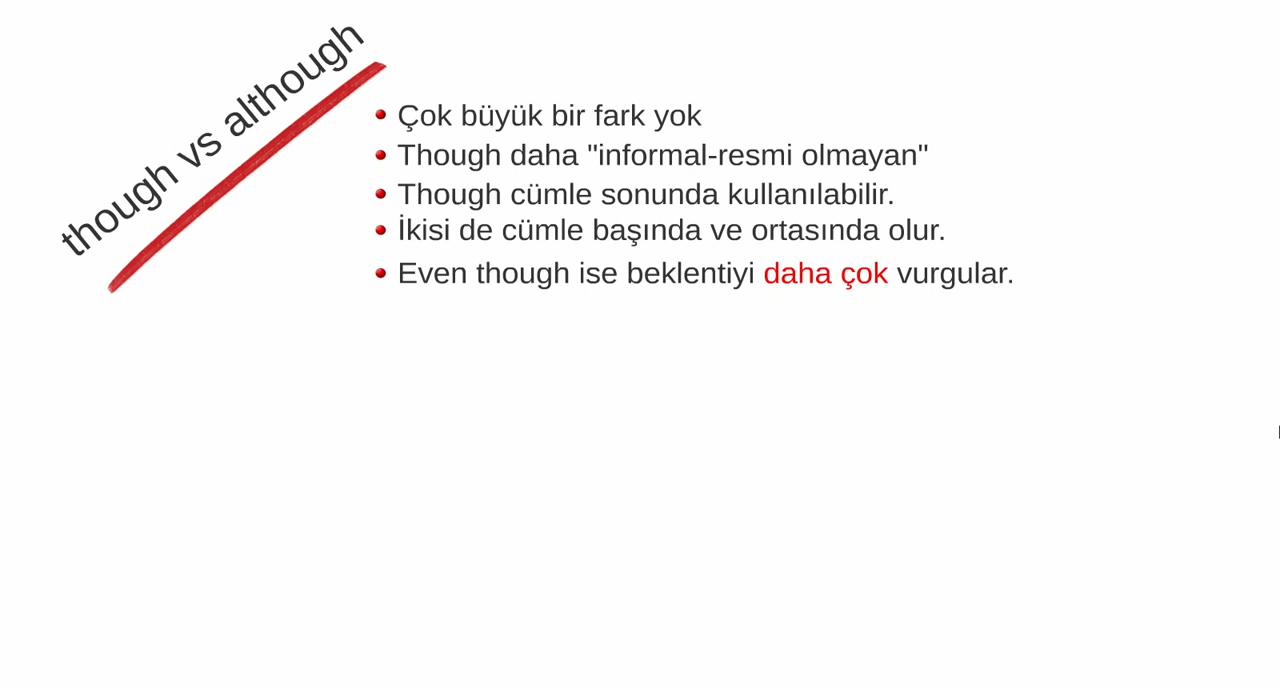 though vs although
Çok büyük bir fark yok
Though daha "informal-resmi olmayan"
Though cümle sonunda kullanılabilir.
İkisi de cümle başında ve ortasında olur.
Even though ise beklentiyi daha çok vurgular.